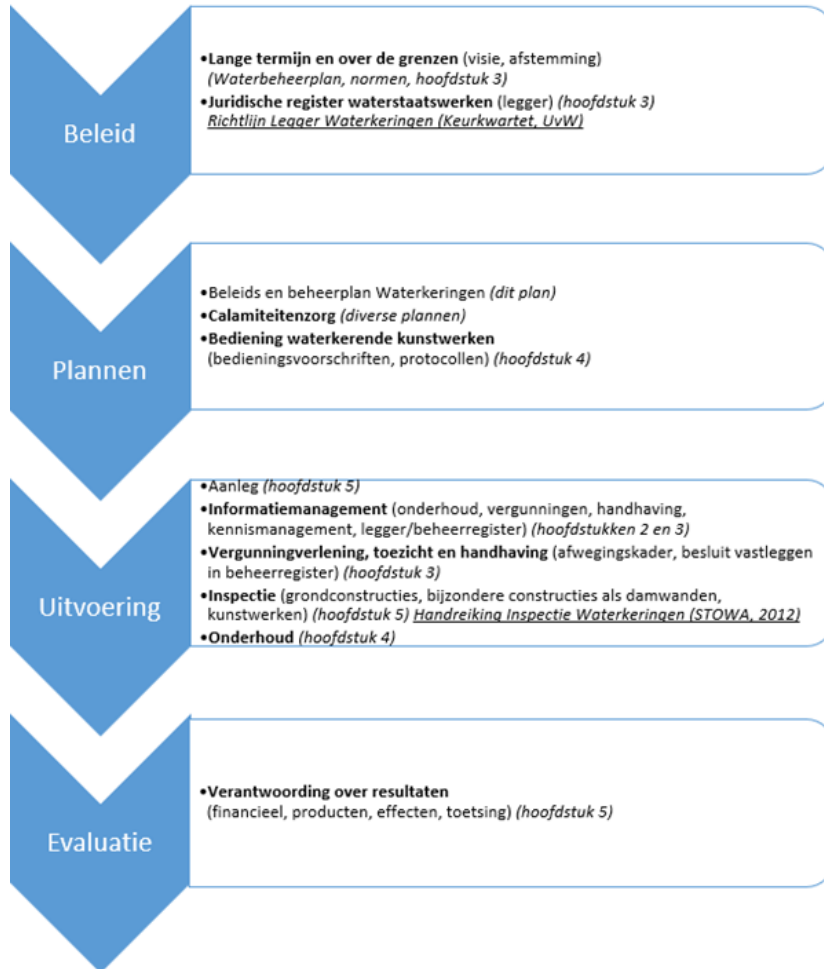 Beleid
•Lange termijn en over de grenzen (visie, afstemming)
(Waterbeheerplan, normen, hoofdstuk 3)
•Juridische register waterstaatswerken (legger) (hoofdstuk 3)
Richtlijn Legger Waterkeringen (Keurkwartet, UvW)
Plannen
•Beleids en beheerplan Waterkeringen (dit plan)
•Calamiteitenzorg (diverse plannen)
•Bediening waterkerende kunstwerken
(bedieningsvoorschriften, protocollen) (hoofdstuk 4)
Uitvoering
•Aanleg (hoofdstuk 5)
•Informatiemanagement (onderhoud, vergunningen, handhaving,
kennismanagement, legger/beheerregister) (hoofdstukken 2 en 3)
•Vergunningverlening, toezicht en handhaving (afwegingskader, besluit vastleggen
in beheerregister) (hoofdstuk 3)
•Inspectie (grondconstructies, bijzondere constructies als damwanden,
kunstwerken) (hoofdstuk 5) Handreiking Inspectie Waterkeringen (STOWA, 2012)
•Onderhoud (hoofdstuk 4)
Evaluatie
•Verantwoording over resultaten
(financieel, producten, effecten, toetsing) (hoofdstuk 5)